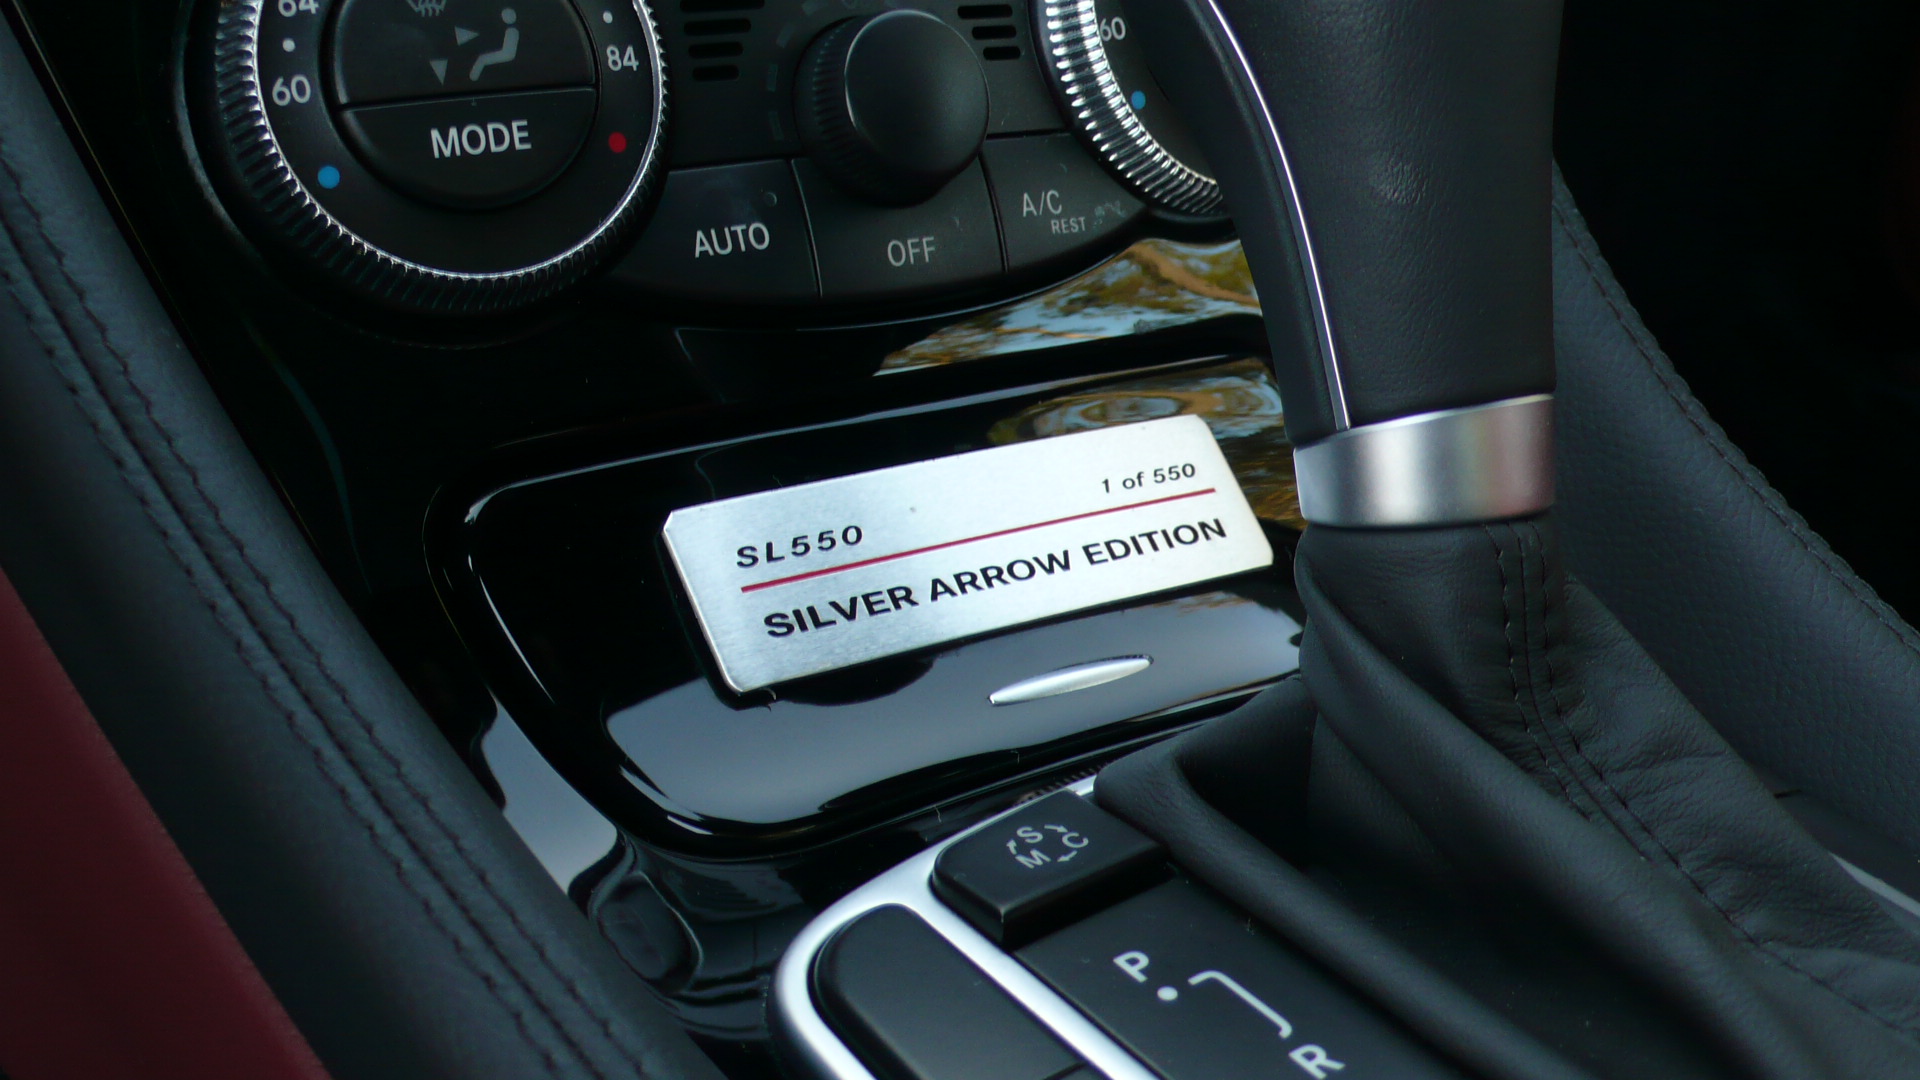 64
60
84
MODE
60
AUTO
OFF
A/C
REST
1 of 550
SL550
SILVER ARROW EDITION
S
C
M
P
R